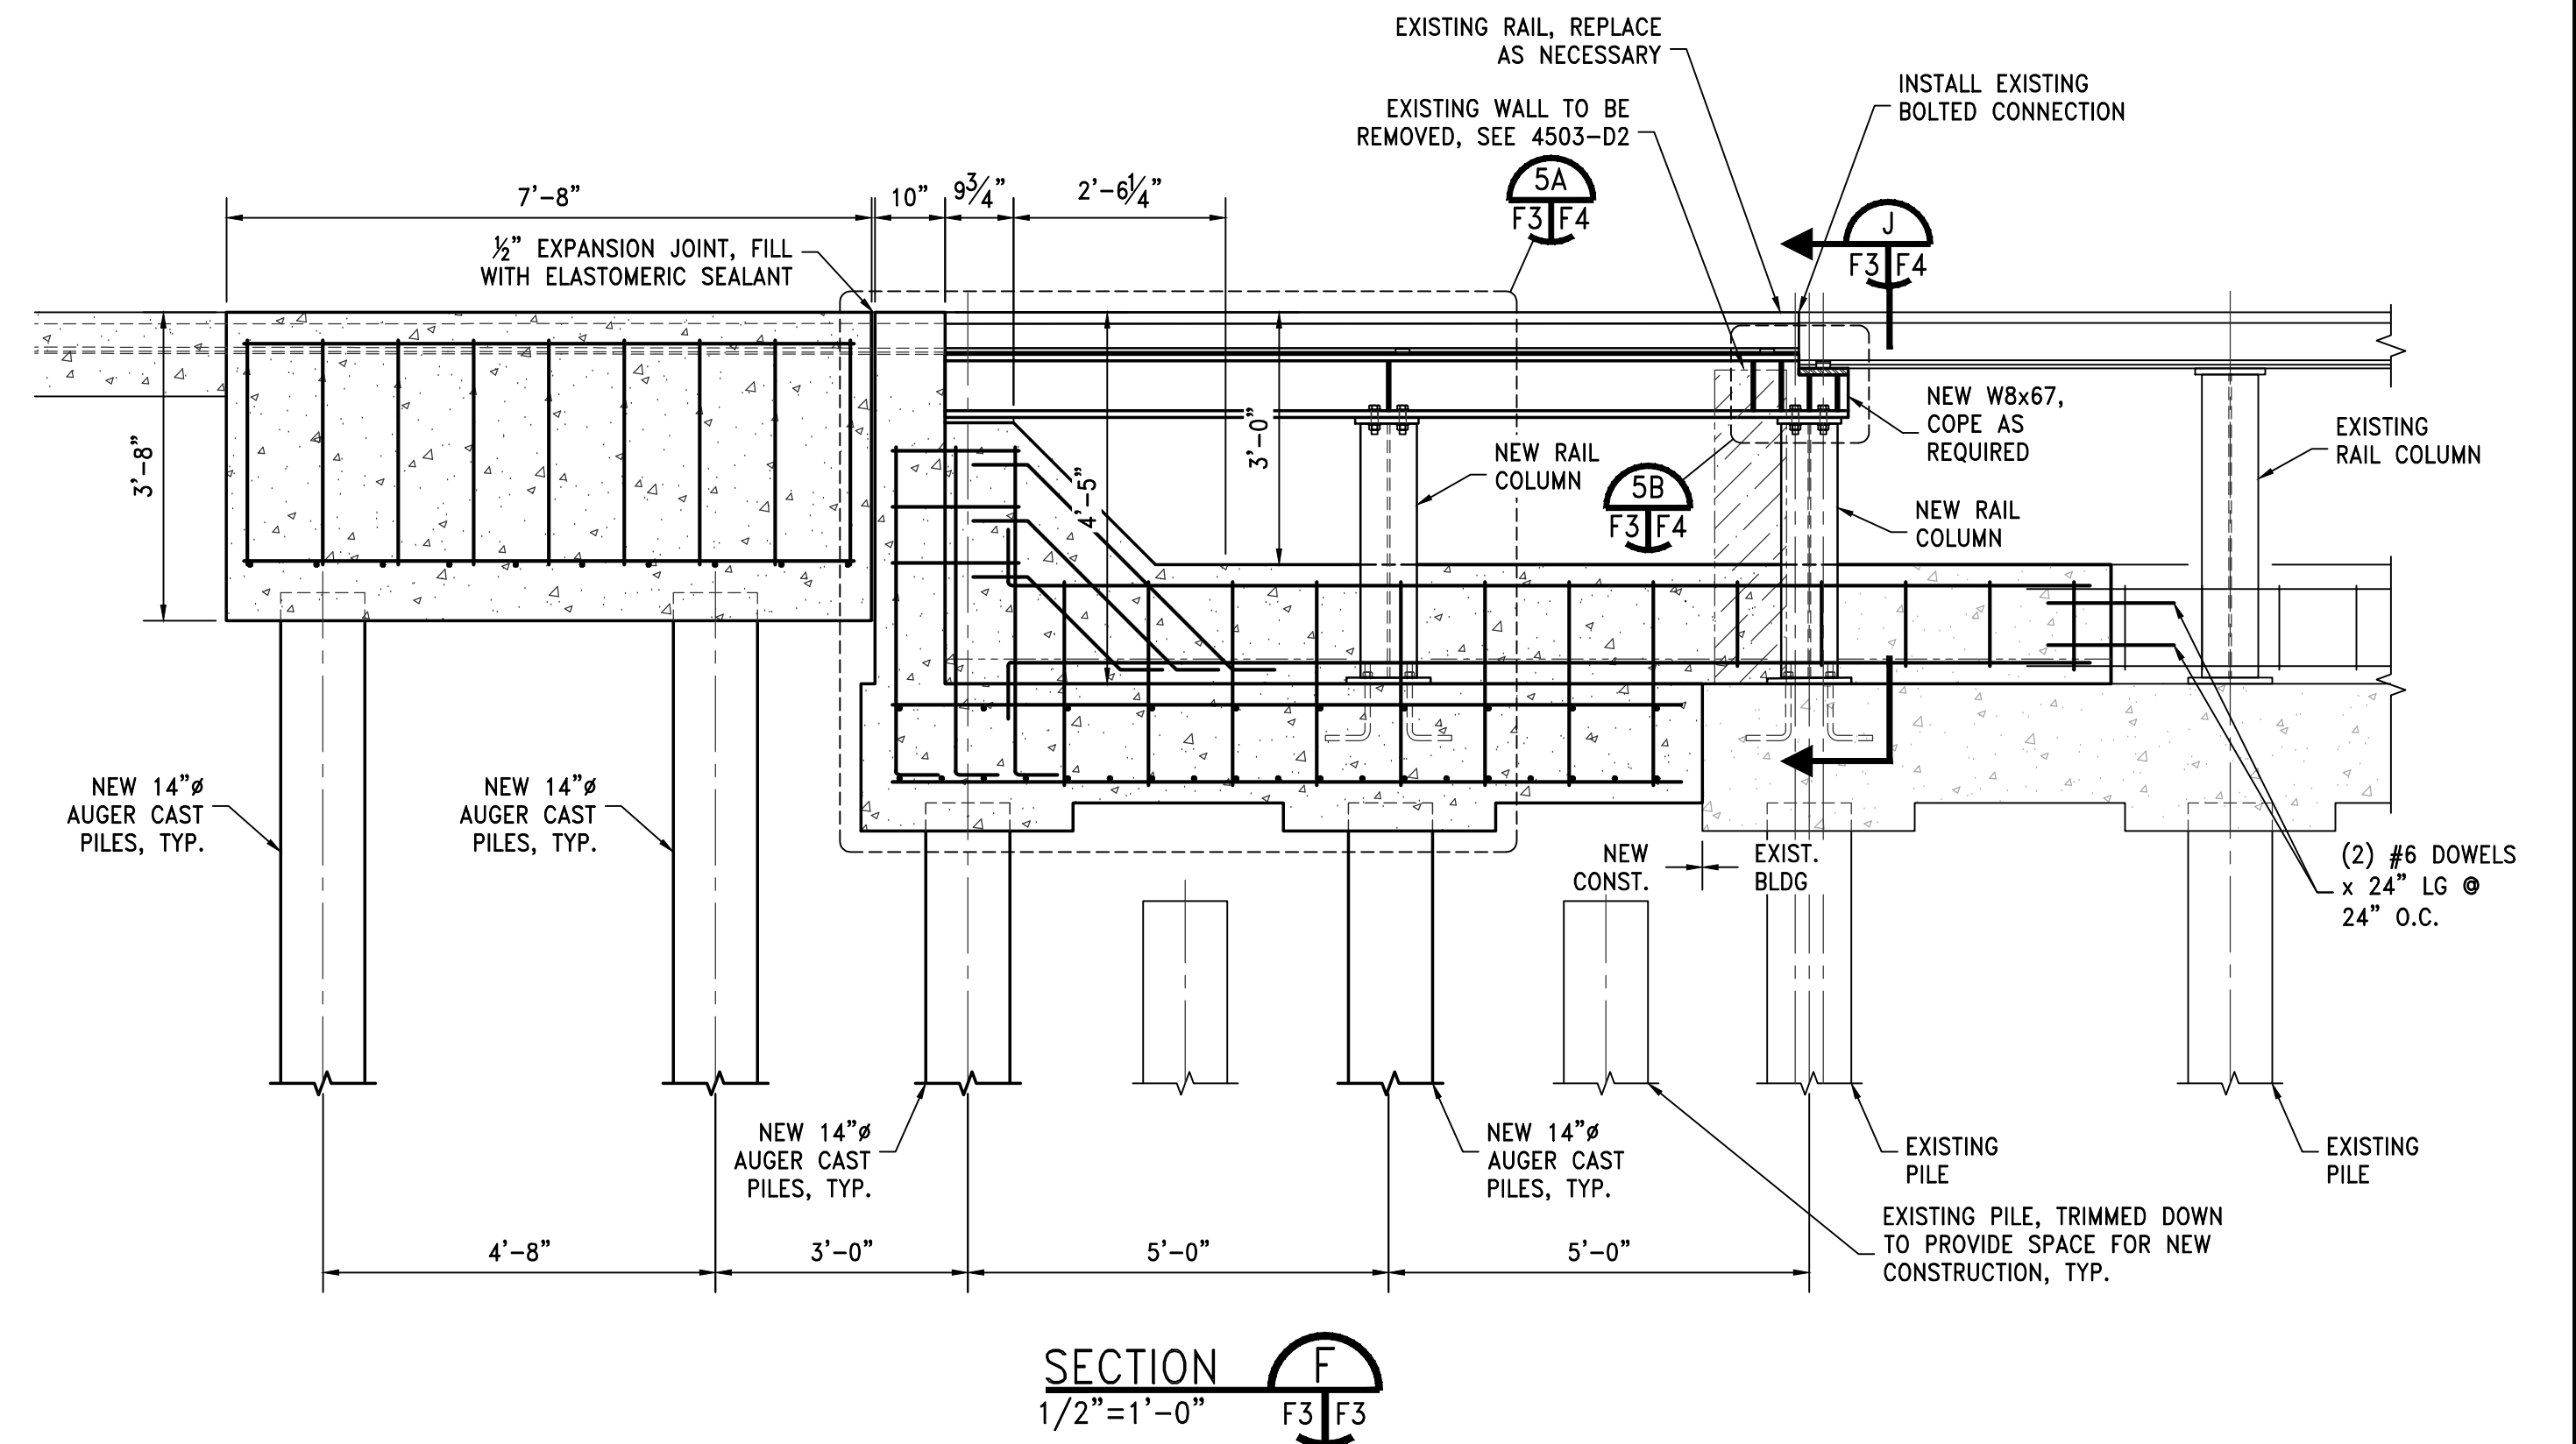 EXISTING RAIL, REPLACE
AS NECESSARY
INSTALL EXISTING
BOLTED CONNECTION
EXISTING WALL TO BE
REMOVED, SEE 4503-D2
5A
F3 F4
J
F3 F4
7'-8"
10"
9¾"
2'-6¼"
½" EXPANSION JOINT, FILL
WITH ELASTOMERIC SEALANT
3'-8"
4'-5"
3'-0"
NEW W8x67,
COPE AS
REQUIRED
NEW RAIL
COLUMN
5B
F3 F4
NEW RAIL
COLUMN
EXISTING
RAIL COLUMN
NEW 14"ø
AUGER CAST
PILES, TYP.
NEW 14"ø
AUGER CAST
PILES, TYP.
NEW
CONST.
EXIST.
BLDG
(2) #6 DOWELS
x 24" LG @
24" O.C.
NEW 14"ø
AUGER CAST
PILES, TYP.
NEW 14"ø
AUGER CAST
PILES, TYP.
EXISTING
PILE
EXISTING
PILE
EXISTING PILE, TRIMMED DOWN
TO PROVIDE SPACE FOR NEW
CONSTRUCTION, TYP.
4'-8"
3'-0"
5'-0"
5'-0"
SECTION
1/2"=1'-0"
F
F3 F3